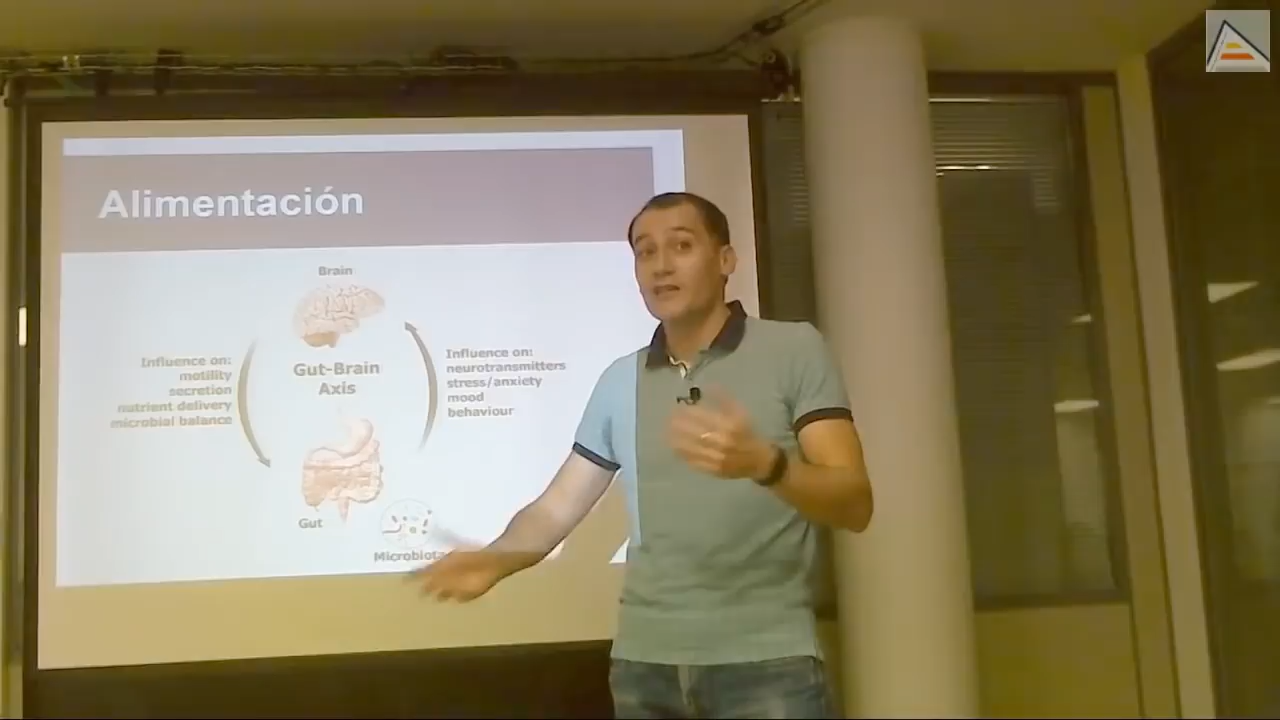 Alimentación
Brain
Influence on:
motility
secretion
nutrient delivery
microbial balance
Gut-Brain
Axis
Influence on:
neurotransmitters
stress/anxiety
mood
behaviour
Gut
Microbiota